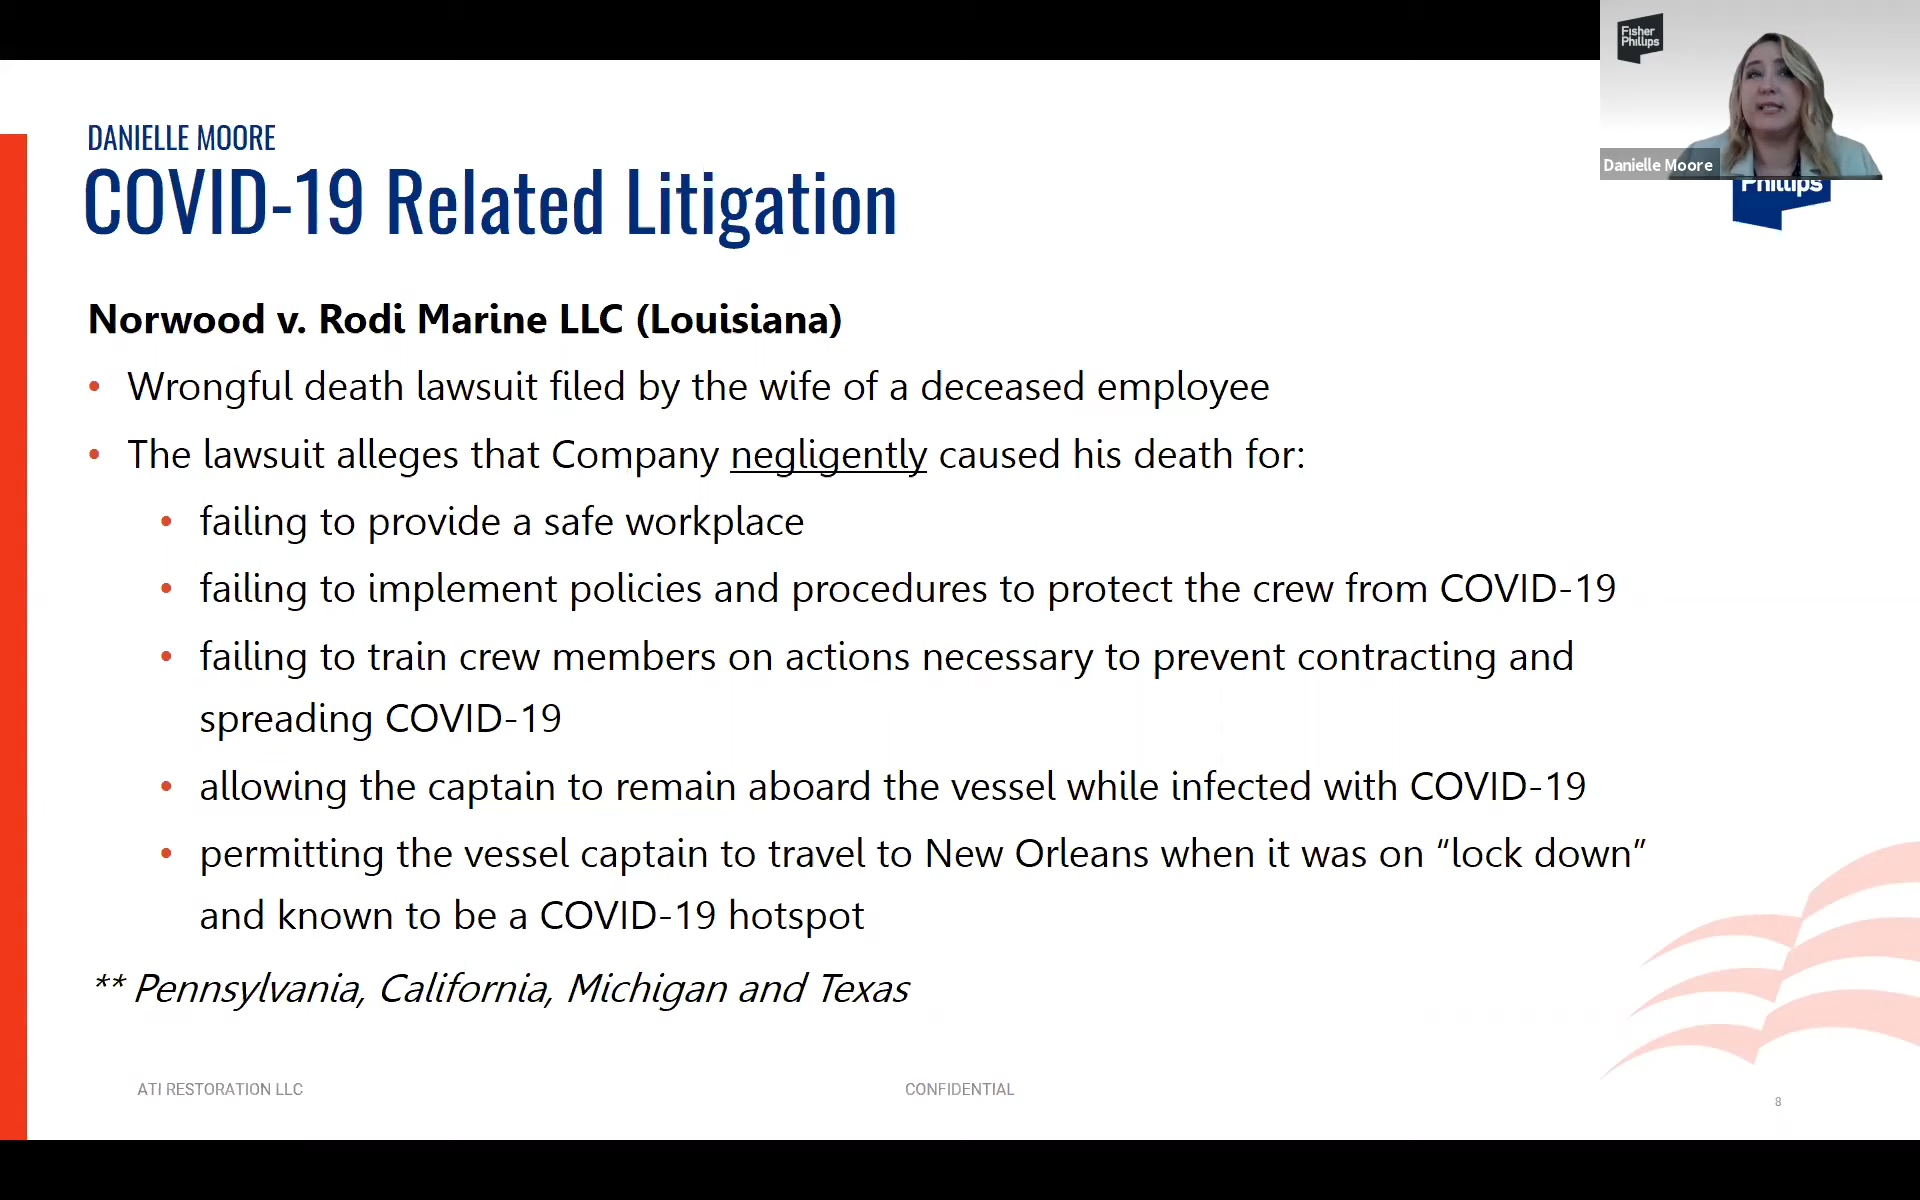 Fisher
Phillips
Danielle Moore
Phillips
DANIELLE MOORE
COVID-19 Related Litigation
Norwood v. Rodi Marine LLC (Louisiana)
• Wrongful death lawsuit filed by the wife of a deceased employee
• The lawsuit alleges that Company negligently caused his death for:
• failing to provide a safe workplace
• failing to implement policies and procedures to protect the crew from COVID-19
• failing to train crew members on actions necessary to prevent contracting and
spreading COVID-19
• allowing the captain to remain aboard the vessel while infected with COVID-19
• permitting the vessel captain to travel to New Orleans when it was on “lock down”
and known to be a COVID-19 hotspot
** Pennsylvania, California, Michigan and Texas
ATI RESTORATION LLC
CONFIDENTIAL
8